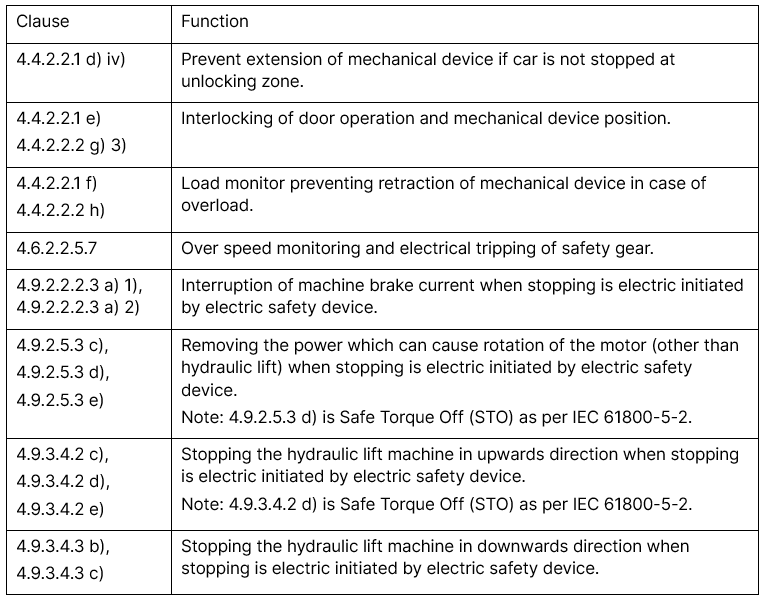 Clause Function
4.4.2.2.1 d) iv) Prevent extension of mechanical device if car is not stopped at
unlocking zone.
4.4.2.2.1 e) Interlocking of door operation and mechanical device position.
4.4.2.2.2 g) 3)
4.4.2.2.1 f) Load monitor preventing retraction of mechanical device in case of
4.4.2.2.2 h) overload.
4.6.2.2.5.7 Over speed monitoring and electrical tripping of safety gear.
4.9.2.2.2.3 a) 1), Interruption of machine brake current when stopping is electric initiated
4.9.2.2.2.3 a) 2) by electric safety device.
4.9.2.5.3 c), Removing the power which can cause rotation of the motor (other than
4.9.2.5.3 d), hydraulic lift) when stopping is electric initiated by electric safety
4.9.2.5.3 e) device.
Note: 4.9.2.5.3 d) is Safe Torque Off (STO) as per IEC 61800-5-2.
4.9.3.4.2 c), Stopping the hydraulic lift machine in upwards direction when stopping
4.9.3.4.2 d), is electric initiated by electric safety device.
4.9.3.4.2 e) Note: 4.9.3.4.2 d) is Safe Torque Off (STO) as per IEC 61800-5-2.
4.9.3.4.3 b), Stopping the hydraulic lift machine in downwards direction when
4.9.3.4.3 c) stopping is electric initiated by electric safety device.